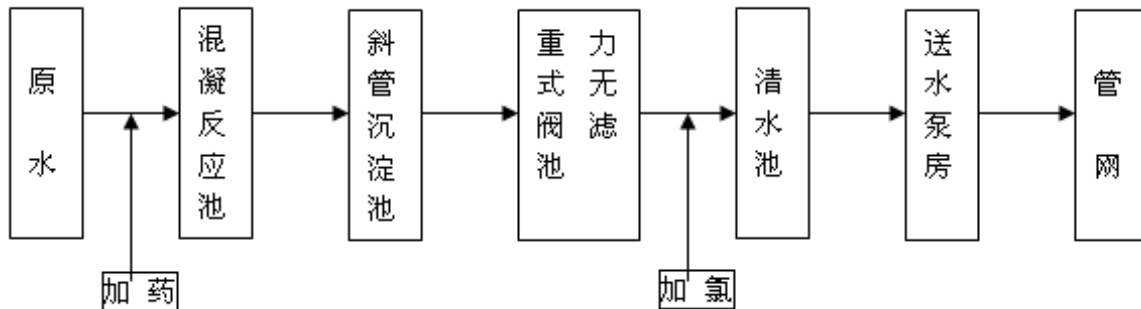 原水
混凝反应池
斜管沉淀池
重 力
式 无
阀 滤
池
清水池
送水泵房
管网
加 药
加 氯